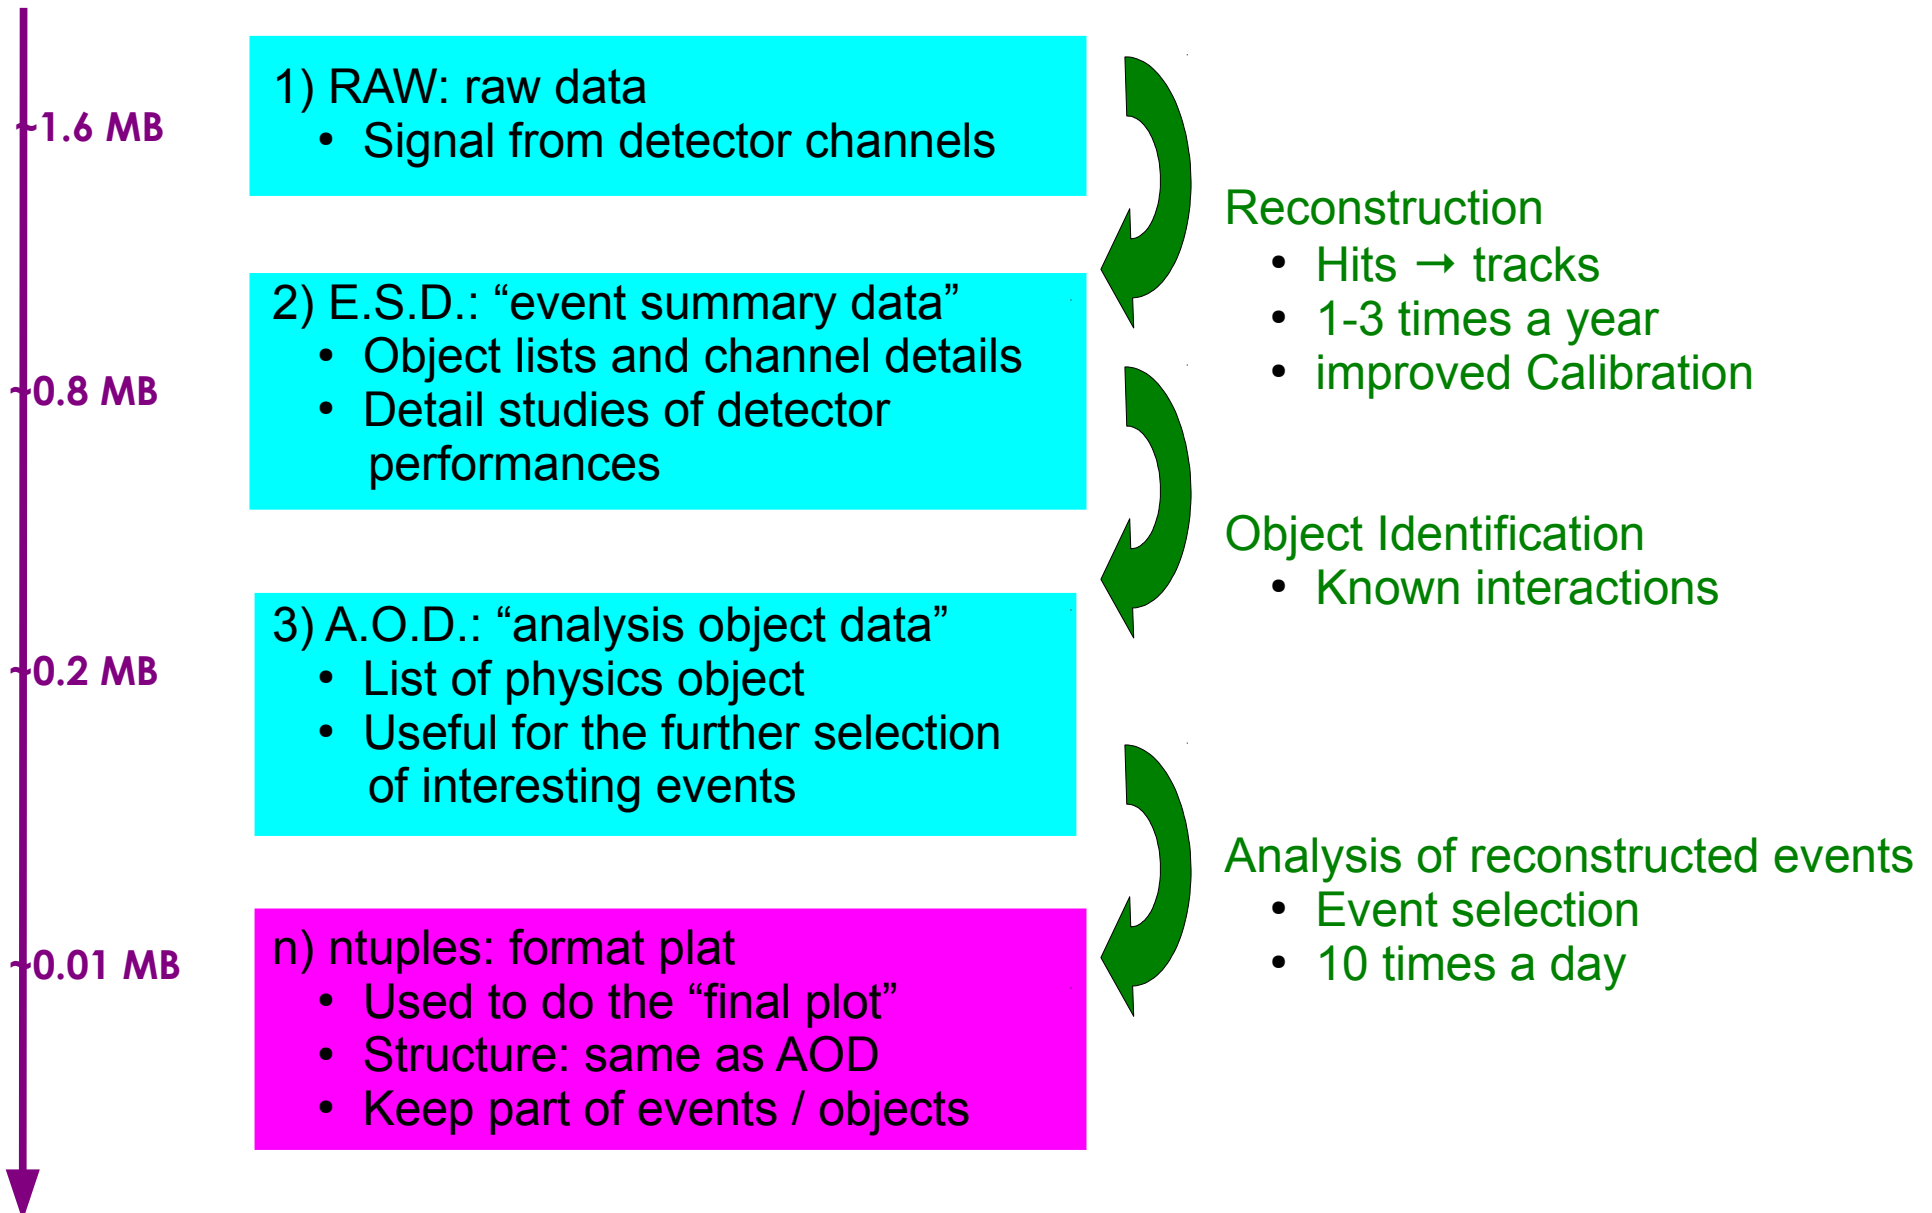 ~1.6 MB
1) RAW: raw data
• Signal from detector channels
Reconstruction
• Hits → tracks
• 1-3 times a year
• improved Calibration
~0.8 MB
2) E.S.D.: “event summary data”
• Object lists and channel details
• Detail studies of detector
performances
Object Identification
• Known interactions
~0.2 MB
3) A.O.D.: “analysis object data”
• List of physics object
• Useful for the further selection
of interesting events
Analysis of reconstructed events
• Event selection
• 10 times a day
~0.01 MB
n) ntuples: format plat
• Used to do the “final plot”
• Structure: same as AOD
• Keep part of events / objects